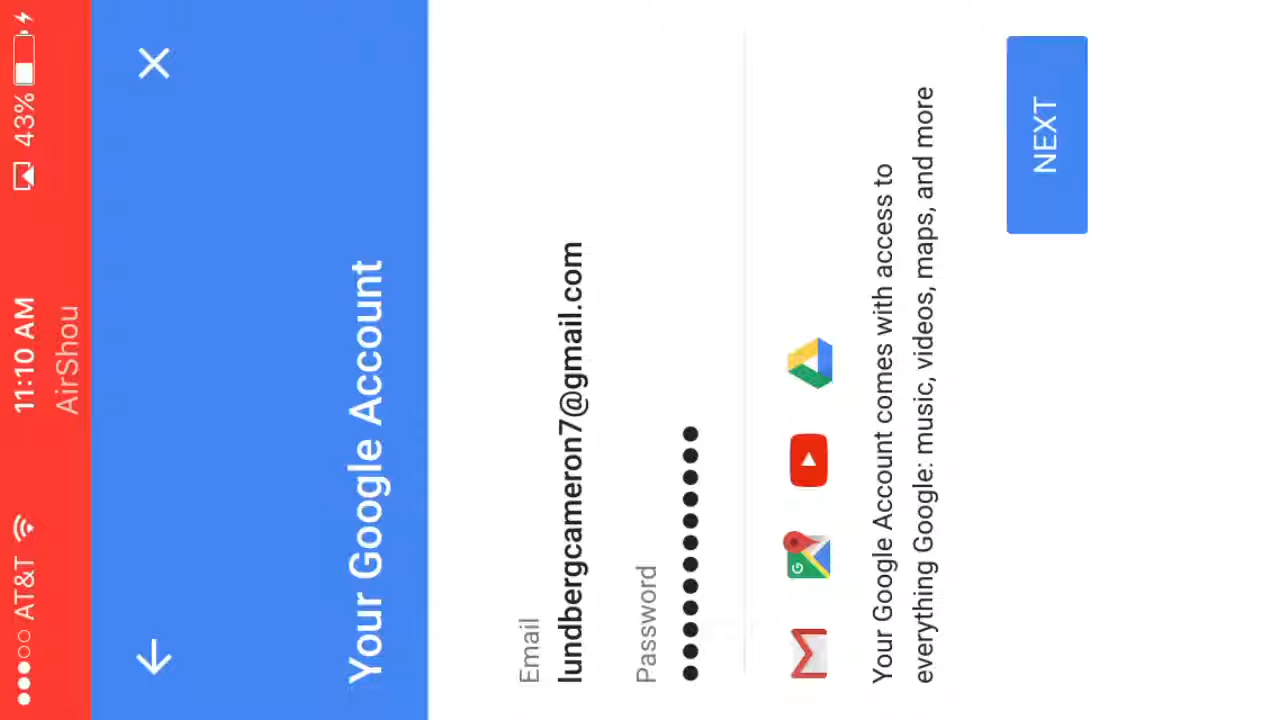 AT&T 11:10 AM 43%
AirShou
Your Google Account
Email
lundbergcameron7@gmail.com
Password
●●●●●●●●●●●●
G
Your Google Account comes with access to
everything Google: music, videos, maps, and more
NEXT